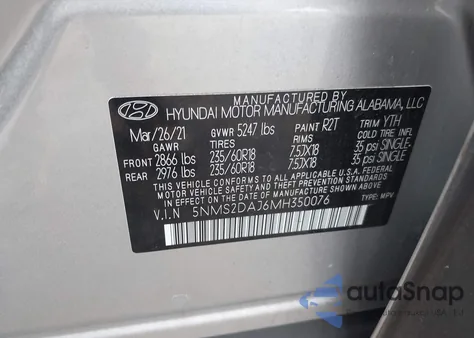 MANUFACTURED BY
HYUNDAI MOTOR MANUFACTURING ALABAMA, LLC
Mar/26/21 GVWR 5247 lbs PAINT R2T TRIM YTH
GAWR TIRES RIMS COLD TIRE
FRONT 2866 lbs 235/60R18 7.5JX18 35 psi SINGLE
REAR 2976 lbs 235/60R18 7.5JX18 35 psi SINGLE
THIS VEHICLE CONFORMS TO ALL APPLICABLE
FEDERAL MOTOR VEHICLE SAFETY, BUMPER,
AND THEFT PREVENTION STANDARDS
IN EFFECT ON THE DATE OF MANUFACTURE
SHOWN ABOVE.
V.I.N 5NMS2DAJ6MH350076 TYPE: MPV
autoSnap